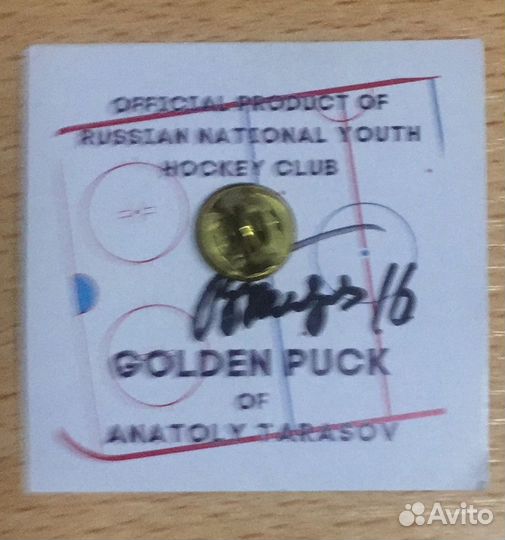 OFFICIAL PRODUCT OF
RUSSIAN NATIONAL YOUTH
HOCKEY CLUB
16
GOLDEN PUCK
OF
ANATOLY TARASOV
Avito